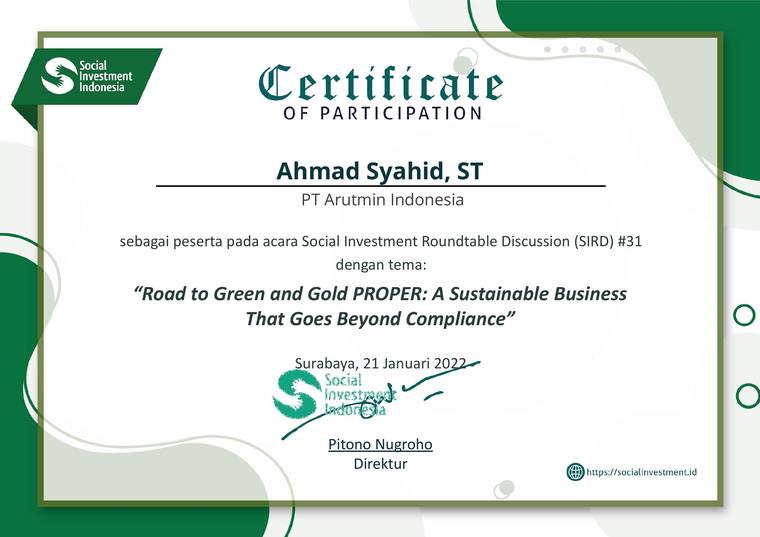 Social
Investment
Indonesia
Certificate
OF PARTICIPATION
Ahmad Syahid, ST
PT Arutmin Indonesia
sebagai peserta pada acara Social Investment Roundtable Discussion (SIRD) #31
dengan tema:
“Road to Green and Gold PROPER: A Sustainable Business
That Goes Beyond Compliance”
Surabaya, 21 Januari 2022
Social
Investment
Indonesia
Pitono Nugroho
Direktur
https://socialinvestment.id